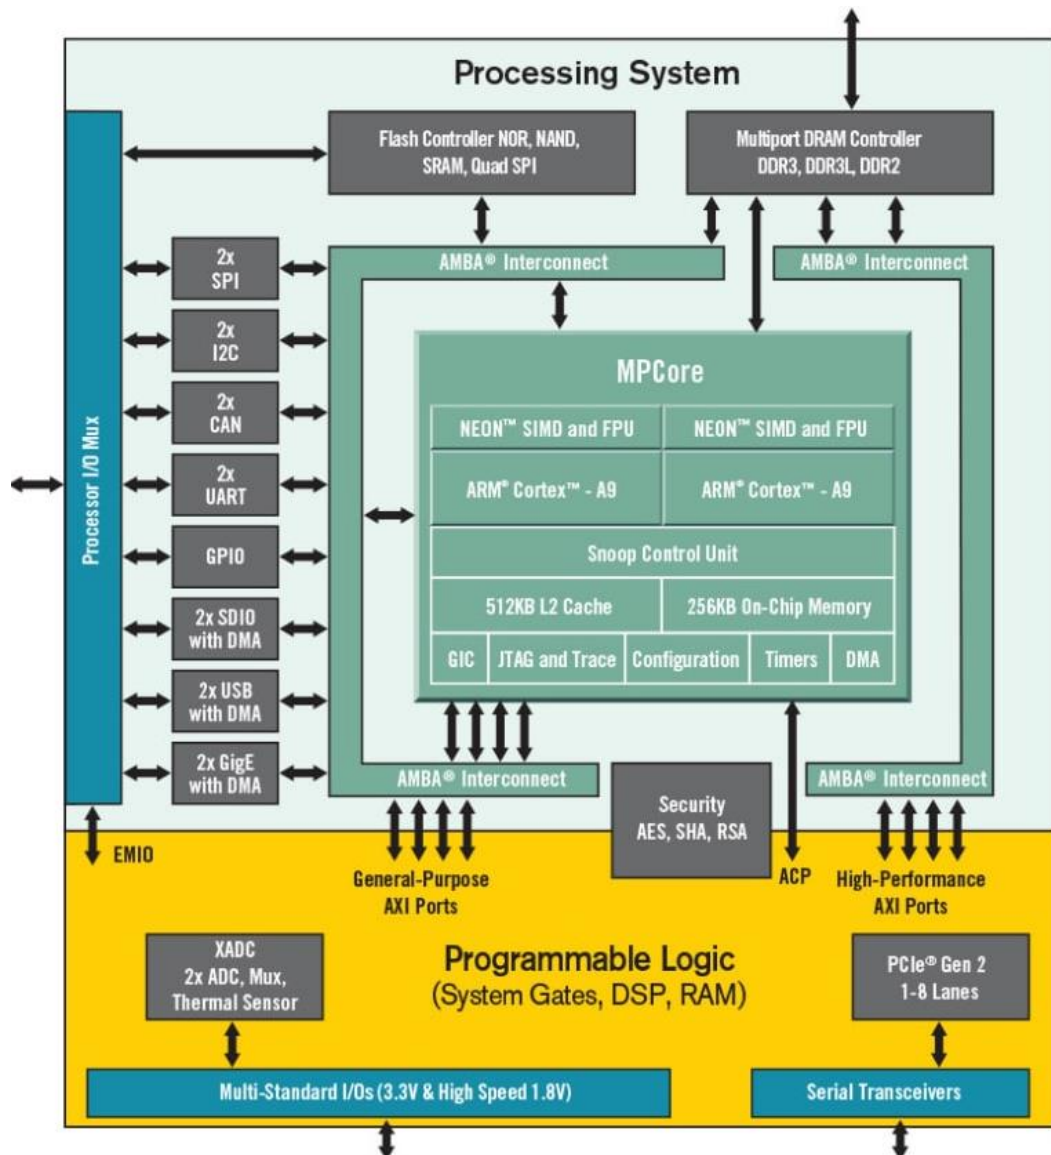 Processing System
Flash Controller NOR, NAND,
SRAM, Quad SPI
Multiport DRAM Controller
DDR3, DDR3L, DDR2
AMBA® Interconnect
AMBA® Interconnect
Processor I/O Mux
2x
SPI
2x
I2C
2x
CAN
2x
UART
GPIO
2x SDIO
with DMA
2x USB
with DMA
2x GigE
with DMA
MPCore
NEON™ SIMD and FPU
NEON™ SIMD and FPU
ARM® Cortex™ - A9
ARM® Cortex™ - A9
Snoop Control Unit
512KB L2 Cache
256KB On-Chip Memory
GIC
JTAG and Trace
Configuration
Timers
DMA
AMBA® Interconnect
AMBA® Interconnect
Security
AES, SHA, RSA
EMIO
General-Purpose
AXI Ports
ACP
High-Performance
AXI Ports
XADC
2x ADC, Mux,
Thermal Sensor
Programmable Logic
(System Gates, DSP, RAM)
PCIe® Gen 2
1-8 Lanes
Multi-Standard I/Os (3.3V & High Speed 1.8V)
Serial Transceivers